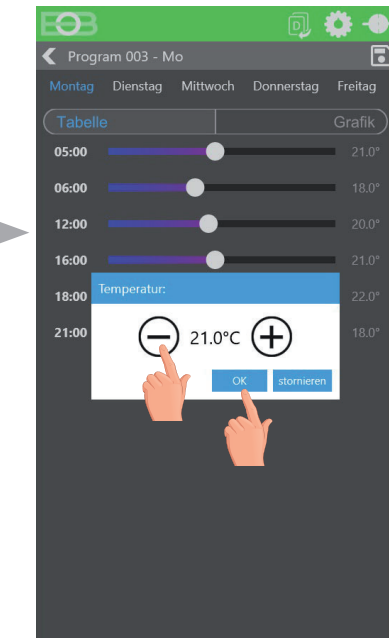 EOB
D
Program 003 - Mo
Montag Dienstag Mittwoch Donnerstag Freitag
Tabelle Grafik
05:00 21.0°
06:00 18.0°
12:00 20.0°
16:00 21.0°
Temperatur:
18:00 22.0°
21:00 21.0°C 18.0°
OK stornieren